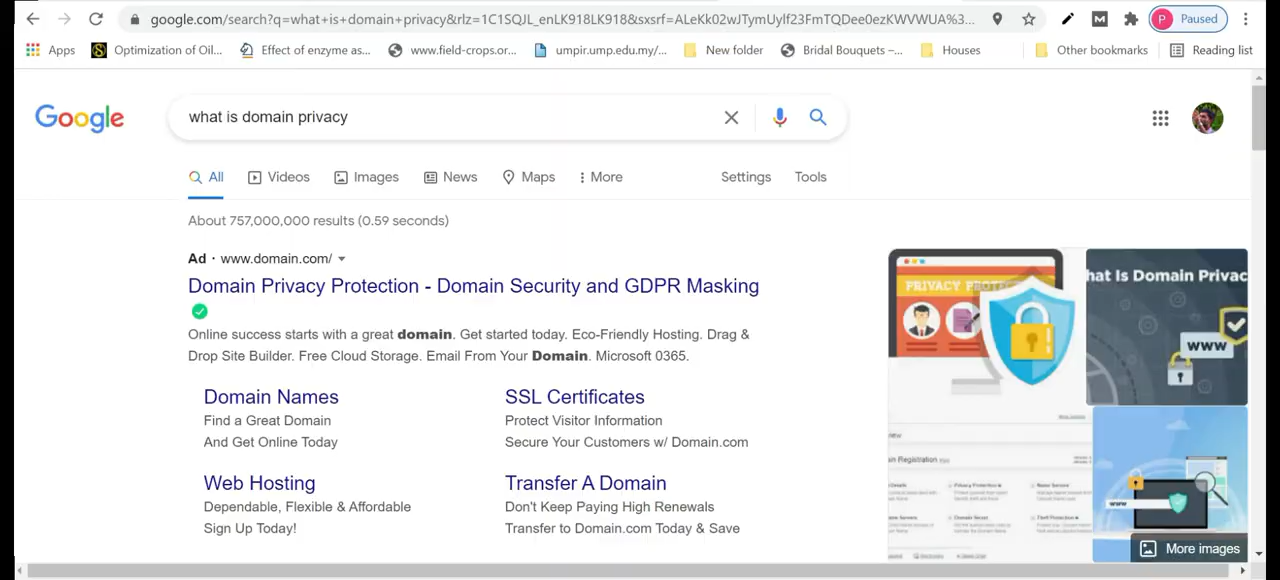 google.com/search?q=what+is+domain+privacy&rlz=1C1SQJL_enLK918LK918&sxsrf=ALeKk02wJTymUylf23FmTQDee0ezKWVWUA%3...
P Paused
Apps
Optimization of Oil...
Effect of enzyme as...
www.field-crops.or...
umpir.ump.edu.my/...
New folder
Bridal Bouquets –...
Houses
Other bookmarks
Reading list
Google
what is domain privacy
All
Videos
Images
News
Maps
More
Settings
Tools
About 757,000,000 results (0.59 seconds)
Ad · www.domain.com/
Domain Privacy Protection - Domain Security and GDPR Masking
Online success starts with a great domain. Get started today. Eco-Friendly Hosting. Drag &
Drop Site Builder. Free Cloud Storage. Email From Your Domain. Microsoft 0365.
Domain Names
Find a Great Domain
And Get Online Today
SSL Certificates
Protect Visitor Information
Secure Your Customers w/ Domain.com
Web Hosting
Dependable, Flexible & Affordable
Sign Up Today!
Transfer A Domain
Don't Keep Paying High Renewals
Transfer to Domain.com Today & Save
PRIVACY PROTE
hat Is Domain Privac
www
www
ain Registration
More images